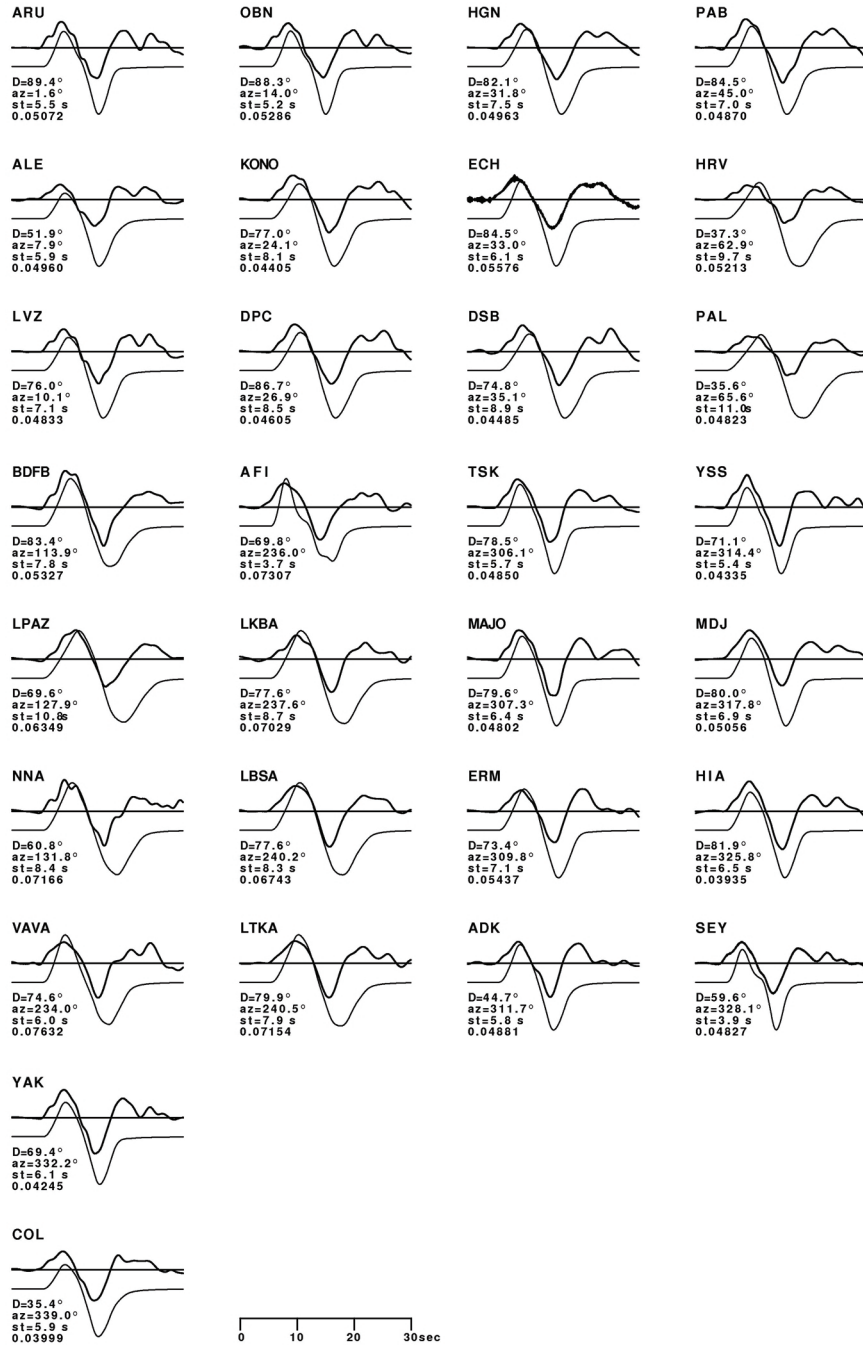 ARU
D=89.4°
az=1.6°
st=5.5 s
0.05072
OBN
D=88.3°
az=14.0°
st=5.2 s
0.05286
HGN
D=82.1°
az=31.8°
st=7.5 s
0.04963
PAB
D=84.5°
az=45.0°
st=7.0 s
0.04870
ALE
D=51.9°
az=7.9°
st=5.9 s
0.04960
KONO
D=77.0°
az=24.1°
st=8.1 s
0.04405
ECH
D=84.5°
az=33.0°
st=6.1 s
0.05576
HRV
D=37.3°
az=62.9°
st=9.7 s
0.05213
LVZ
D=76.0°
az=10.1°
st=7.1 s
0.04833
DPC
D=86.7°
az=26.9°
st=8.5 s
0.04605
DSB
D=74.8°
az=35.1°
st=8.9 s
0.04485
PAL
D=35.6°
az=65.6°
st=11.0s
0.04823
BDFB
D=83.4°
az=113.9°
st=7.8 s
0.05327
AFI
D=69.8°
az=236.0°
st=3.7 s
0.07307
TSK
D=78.5°
az=306.1°
st=5.7 s
0.04850
YSS
D=71.1°
az=314.4°
st=5.4 s
0.04335
LPAZ
D=69.6°
az=127.9°
st=10.8s
0.06349
LKBA
D=77.6°
az=237.6°
st=8.7 s
0.07029
MAJO
D=79.6°
az=307.3°
st=6.4 s
0.04802
MDJ
D=80.0°
az=317.8°
st=6.9 s
0.05056
NNA
D=60.8°
az=131.8°
st=8.4 s
0.07166
LBSA
D=77.6°
az=240.2°
st=8.3 s
0.06743
ERM
D=73.4°
az=309.8°
st=7.1 s
0.05437
HIA
D=81.9°
az=325.8°
st=6.5 s
0.03935
VAVA
D=74.6°
az=234.0°
st=6.0 s
0.07632
LTKA
D=79.9°
az=240.5°
st=7.9 s
0.07154
ADK
D=44.7°
az=311.7°
st=5.8 s
0.04881
SEY
D=59.6°
az=328.1°
st=3.9 s
0.04827
YAK
D=69.4°
az=332.2°
st=6.1 s
0.04245
COL
D=35.4°
az=339.0°
st=5.9 s
0.03999
0 10 20 30sec